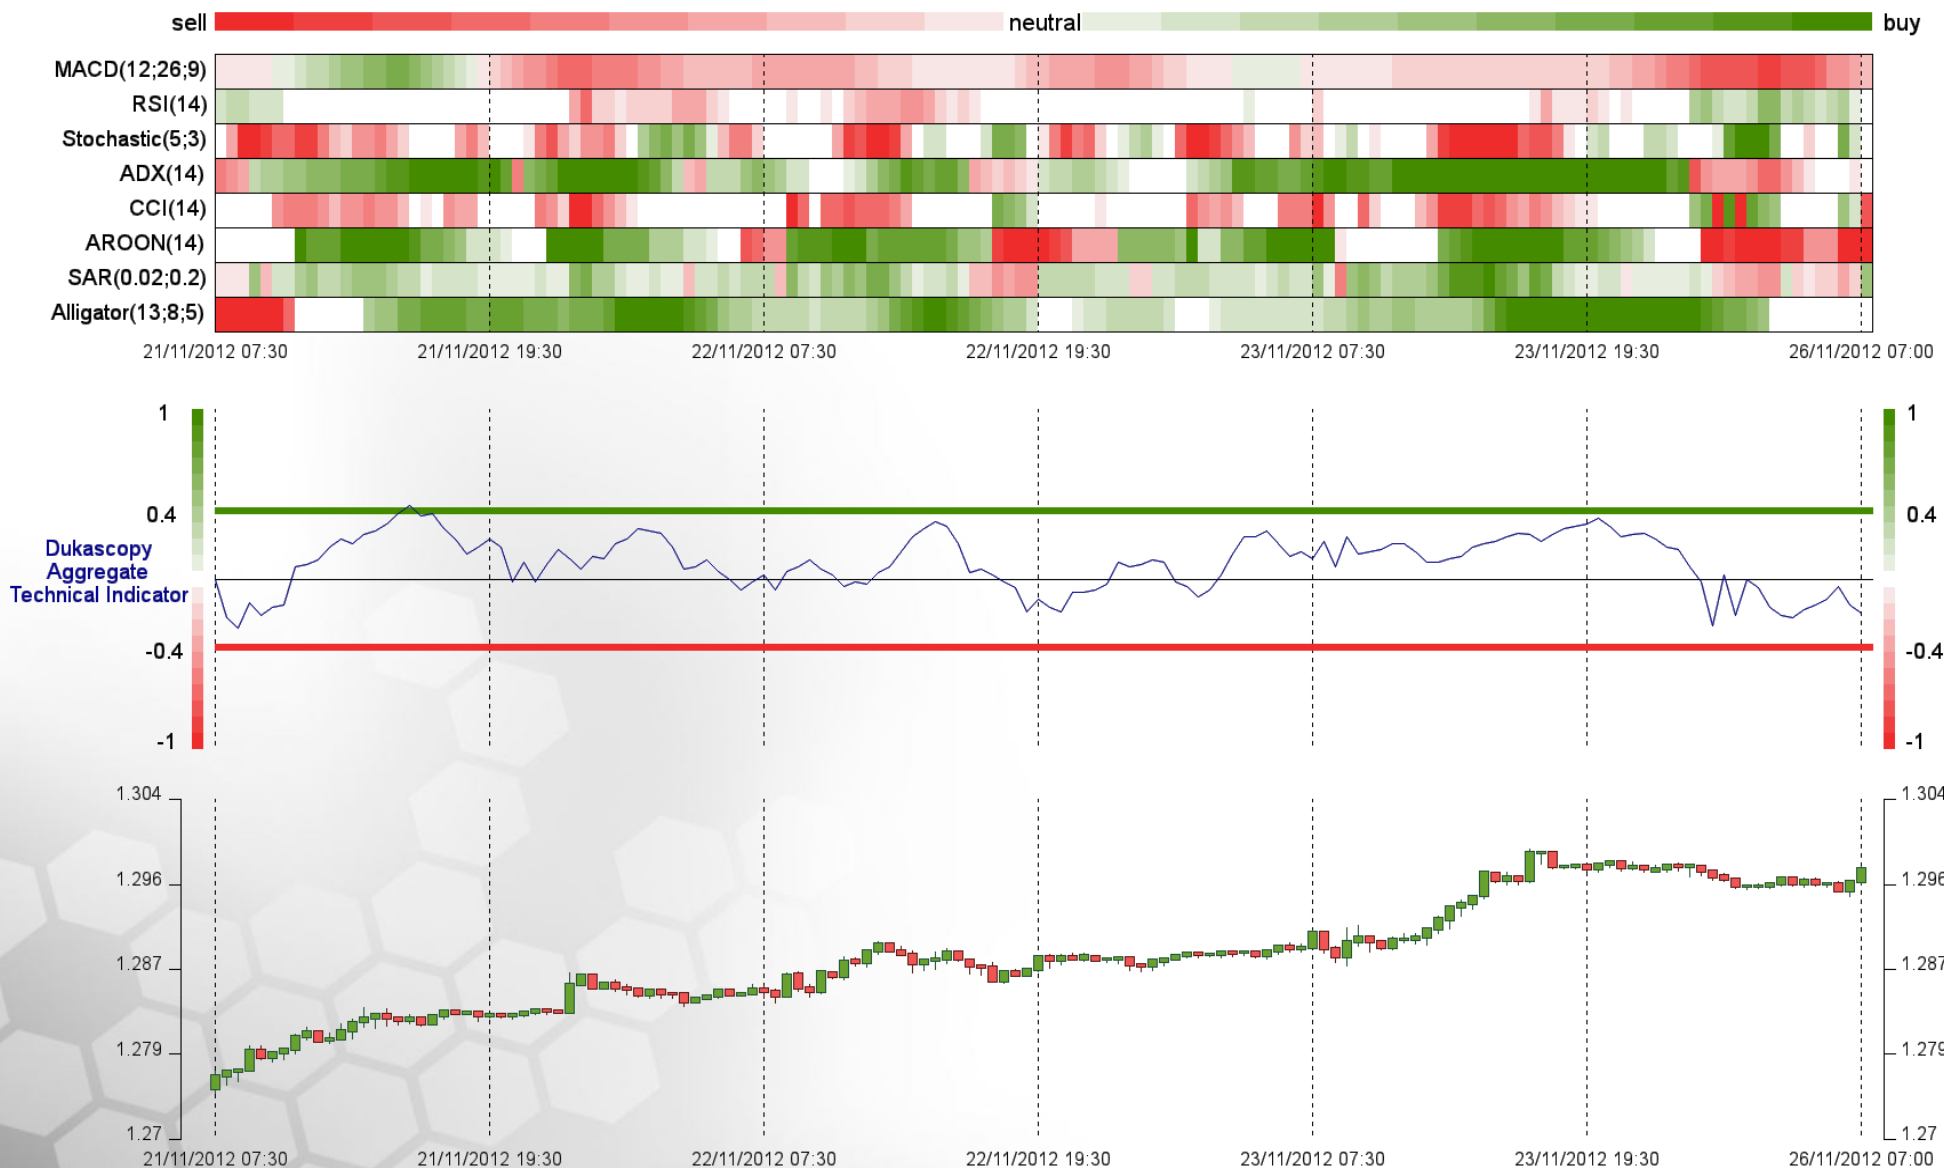 sell neutral buy
MACD(12;26;9)
RSI(14)
Stochastic(5;3)
ADX(14)
CCI(14)
AROON(14)
SAR(0.02;0.2)
Alligator(13;8;5)
21/11/2012 07:30 21/11/2012 19:30 22/11/2012 07:30 22/11/2012 19:30 23/11/2012 07:30 23/11/2012 19:30 26/11/2012 07:00
1 1
0.4 0.4
Dukascopy
Aggregate
Technical Indicator
-0.4 -0.4
-1 -1
1.304 1.304
1.296 1.296
1.287 1.287
1.279 1.279
1.27 1.27
21/11/2012 07:30 21/11/2012 19:30 22/11/2012 07:30 22/11/2012 19:30 23/11/2012 07:30 23/11/2012 19:30 26/11/2012 07:00